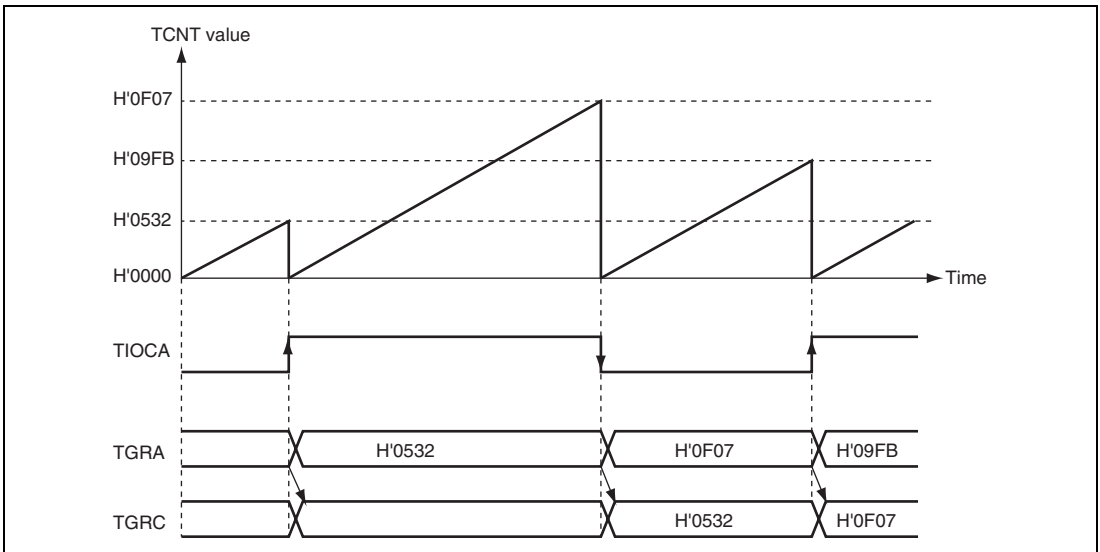 TCNT value
H'0F07
H'09FB
H'0532
H'0000
Time
TIOCA
TGRA
H'0532
H'0F07
H'09FB
TGRC
H'0532
H'0F07